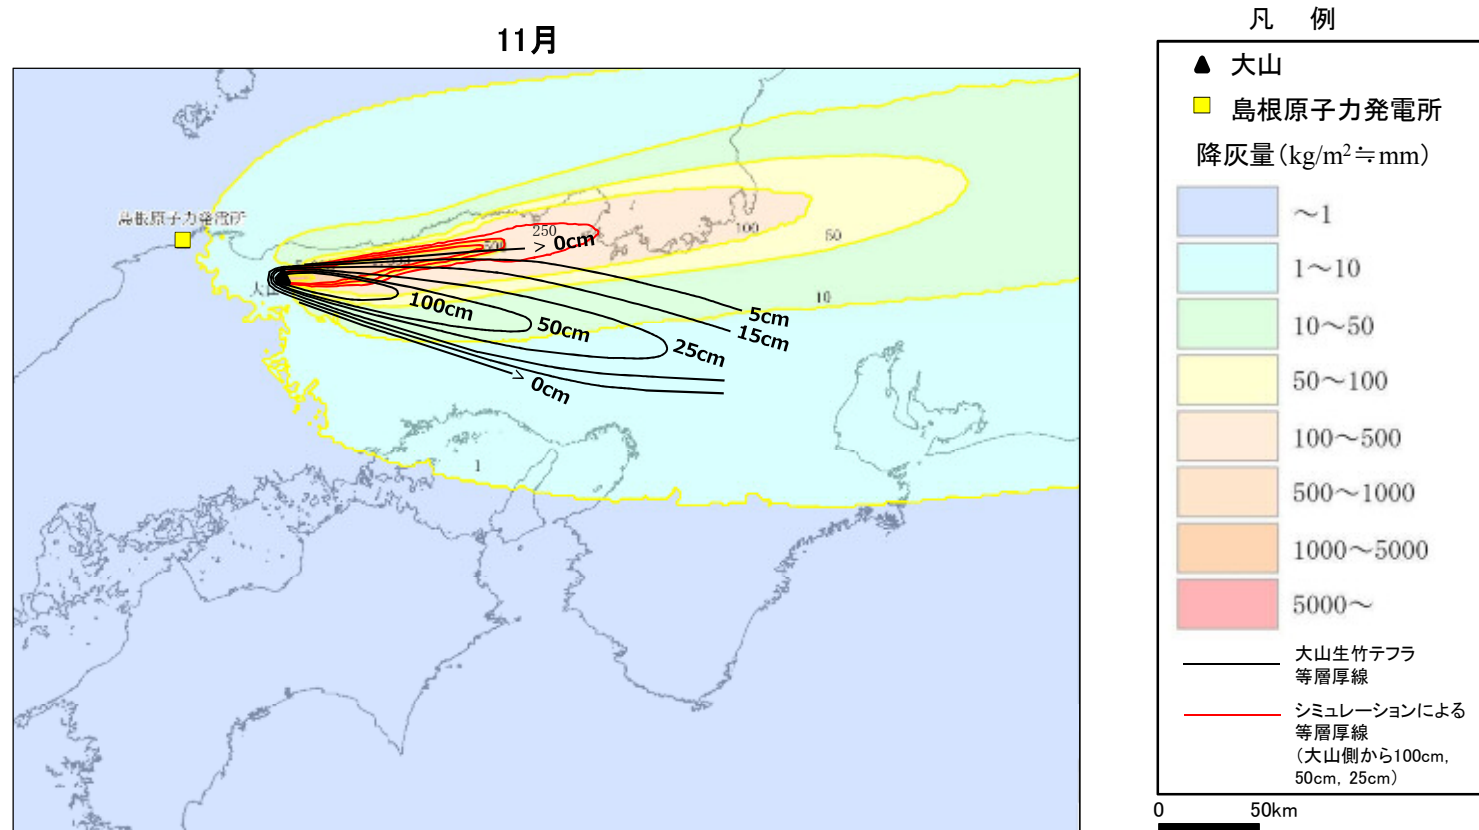 11月
島根原子力発電所
250
> 0cm
500
100
50
大山
10
100cm
50cm
25cm
5cm
15cm
> 0cm
1
凡 例
大山
島根原子力発電所
降灰量(kg/m²≒mm)
～1
1～10
10～50
50～100
100～500
500～1000
1000～5000
5000～
大山生竹テフラ
等層厚線
シミュレーションによる
等層厚線
(大山側から100cm,
50cm, 25cm)
0 50km